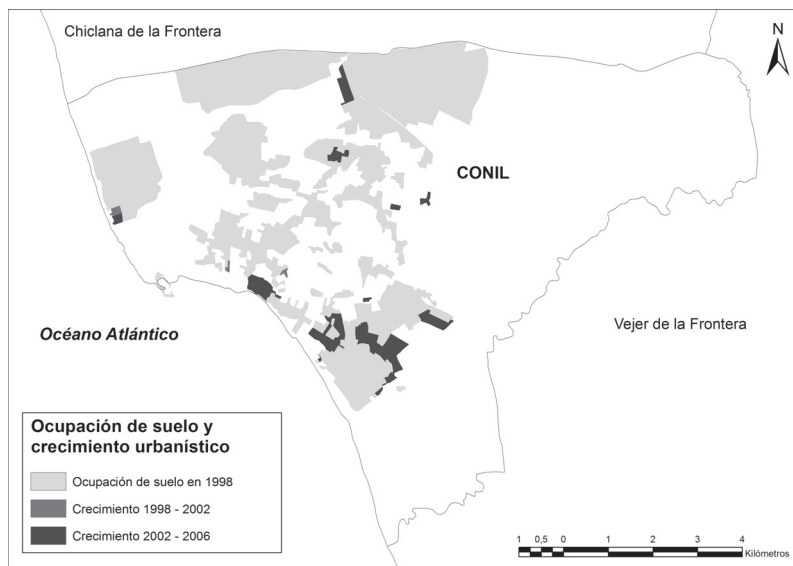 Chiclana de la Frontera
N
CONIL
Océano Atlántico
Vejer de la Frontera
Ocupación de suelo y
crecimiento urbanístico
Ocupación de suelo en 1998
Crecimiento 1998 - 2002
Crecimiento 2002 - 2006
1 0,5 0 1 2 3 4
Kilómetros